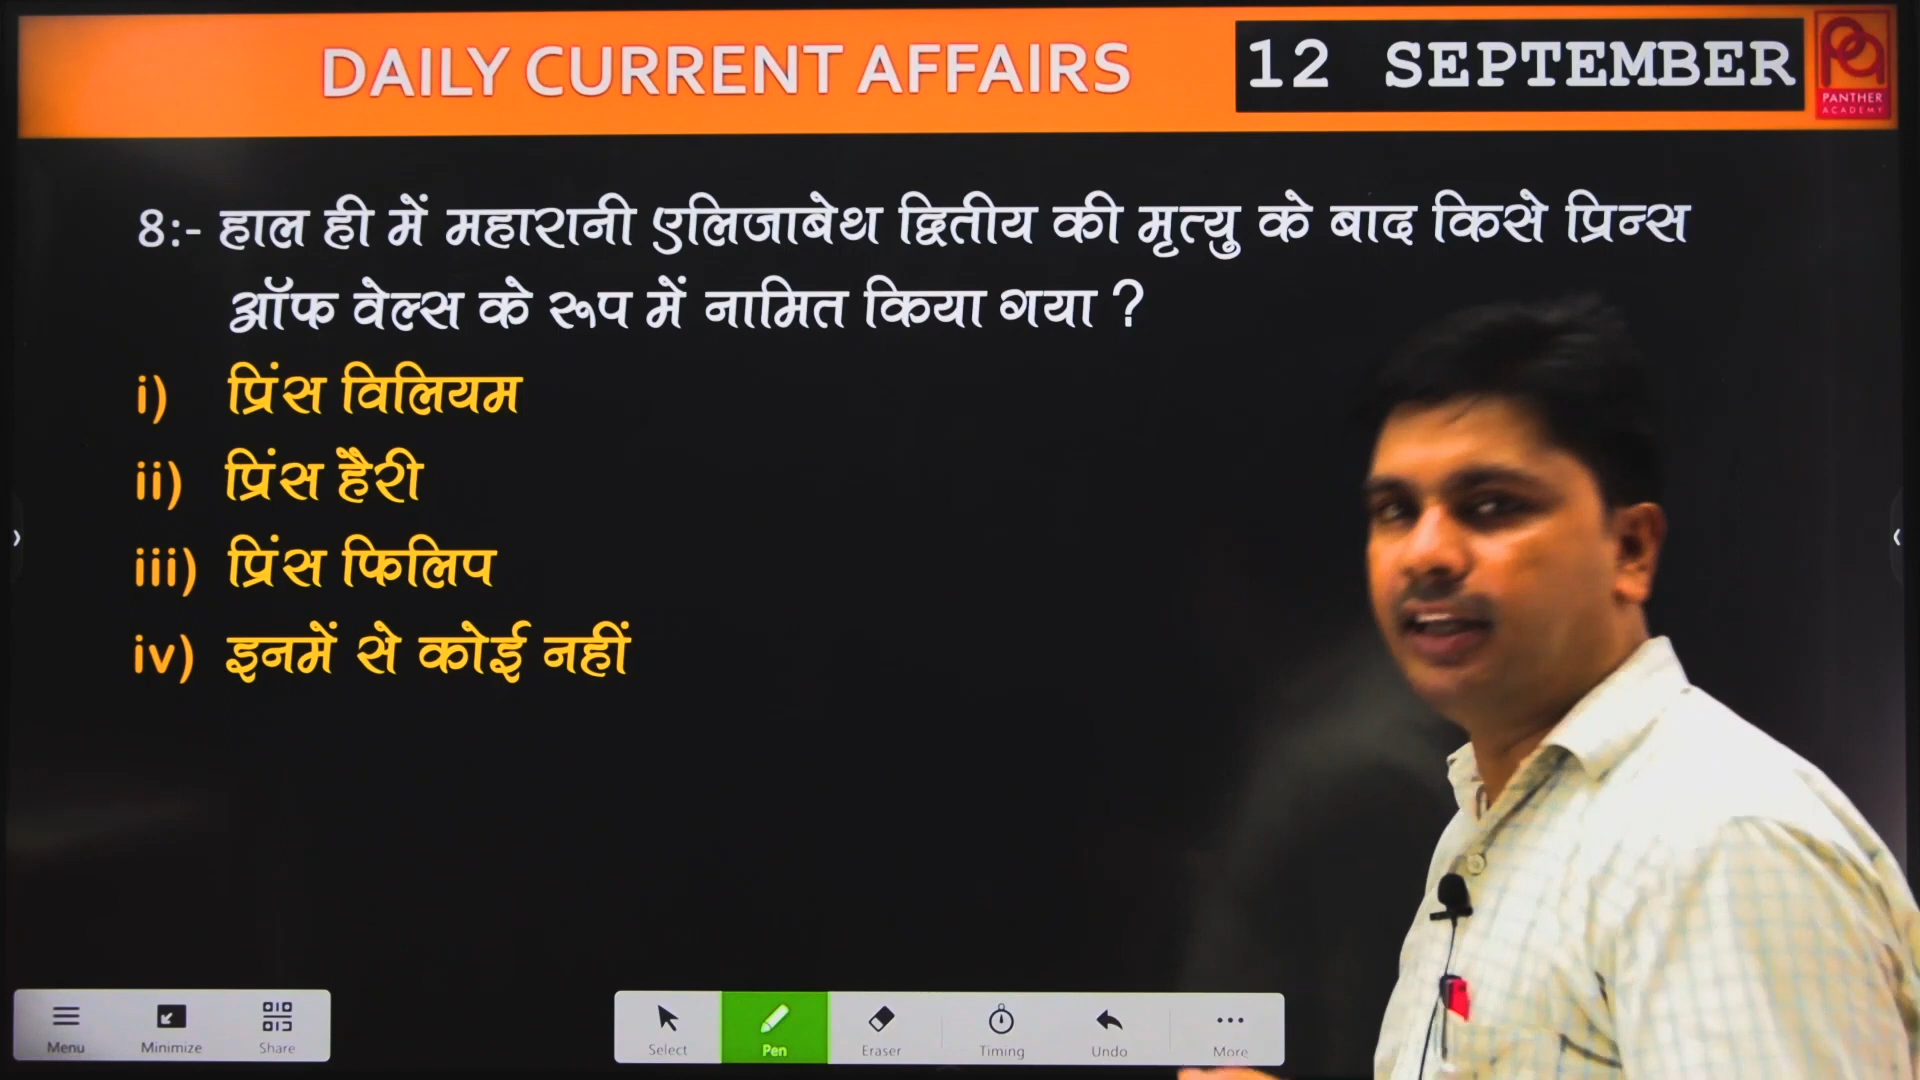 DAILY CURRENT AFFAIRS
12 SEPTEMBER
PANTHER
ACADEMY
8:- हाल ही में महारानी एलिजाबेथ द्वितीय की मृत्यु के बाद किसे प्रिन्स
ऑफ वेल्स के रूप में नामित किया गया ?
i) प्रिंस विलियम
ii) प्रिंस हैरी
iii) प्रिंस फिलिप
iv) इनमें से कोई नहीं
Menu Minimize Share
Select Pen Eraser Timing Undo More